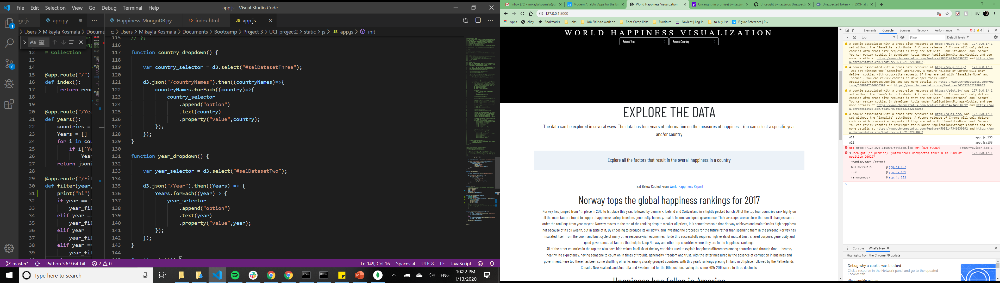 File Edit Selection View Go Debug Terminal Help
app.js - Visual Studio Code
ge.js app.py ···
Happiness_MongoDB.py index.html JS app.js
Users > Mikayla Kosmala > Docume
c: > Users > Mikayla Kosmala > Documents > Bootcamp > Project 3 > UCI_project2 > static > js > JS app.js > init
12 # Collection
13
14
15 @app.route("/")
16 def index():
17 return rend
18
19
20 @app.route("/Yea
21 def years():
22 countries =
23 Years = []
24 for i in cou
25 if i['Ye
26 Year
27 return jsoni
28
29 @app.route("/Fil
30 def filter(year,
31 print("hi")
32 if year == '
33 year_fil
34 elif year ==
35 year_fil
36 elif year ==
37 year_fil
38 elif year ==
39 year_fil
115 // };
116
117 function country_dropdown() {
118
119 var country_selector = d3.select("#selDatasetThree");
120
121 d3.json("/countryNames").then((countryNames)=>{
122 countryNames.forEach((country)=>{
123 country_selector
124 .append("option")
125 .text(country)
126 .property("value",country);
127 });
128 });
129 }
130
131 function year_dropdown() {
132
133 var year_selector = d3.select("#selDatasetTwo");
134
135 d3.json("/Year").then((Years) => {
136 Years.forEach((year)=> {
137 year_selector
138 .append("option")
139 .text(year)
140 .property("value",year);
141 });
142 });
143 }
144
master* Python 3.6.9 64-bit 2 0 Ln 149, Col 16 Spaces: 4 UTF-8 LF JavaScript
Type here to search
ENG
10:22 PM
1/13/2020
Inbox (76) - mikayla.kosmala@g
Modern Analytic Apps for the En
World Happiness Visualization
Uncaught (in promise) SyntaxErr
Uncaught SyntaxError: Unexpect
Unexpected token < in JSON at p
127.0.0.1:5000
Apps eBay Bookmarks Jobs Job Skills to work on Boot Camp links Furniture Navient | Log In to buy list Figure Reference | P...
WORLD HAPPINESS VISUALIZATION
Select Year Select Country
EXPLORE THE DATA
The data can be explored in several ways. The data has four years of information on the measures of happiness. You can select a specific year
and/or country
Explore all the factors that result in the overall happiness in a country
Text Below Copied From World Happiness Report
Norway tops the global happiness rankings for 2017
Norway has jumped from 4th place in 2016 to 1st place this year, followed by Denmark, Iceland and Switzerland in a tightly packed bunch. All of the top four countries rank highly on
all the main factors found to support happiness: caring, freedom, generosity, honesty, health, income and good governance. Their averages are so close that small changes can re-
order the rankings from year to year. Norway moves to the top of the ranking despite weaker oil prices. It is sometimes said that Norway achieves and maintains its high happiness
not because of its oil wealth, but in spite of it. By choosing to produce its oil slowly, and investing the proceeds for the future rather than spending them in the present, Norway has
insulated itself from the boom and bust cycle of many other resource-rich economies. To do this successfully requires high levels of mutual trust, shared purpose, generosity and
good governance, all factors that help to keep Norway and other top countries where they are in the happiness rankings.
All of the other countries in the top ten also have high values in all six of the key variables used to explain happiness differences among countries and through time – income,
healthy life expectancy, having someone to count on in times of trouble, generosity, freedom and trust, with the latter measured by the absence of corruption in business and
government. Here too there has been some shuffling of ranks among closely grouped countries, with this year's rankings placing Finland in 5thplace, followed by the Netherlands,
Canada, New Zealand, and Australia and Sweden tied for the 9th position, having the same 2015-2016 score to three decimals.
Happiness has fallen in America
Elements Console Sources Network Performance » 2 4
top Filter Default levels
A cookie associated with a cross-site resource at http://plot.ly/ was 127.0.0.1/:1
set without the `SameSite` attribute. A future release of Chrome will only deliver
cookies with cross-site requests if they are set with `SameSite=None` and `Secure`.
You can review cookies in developer tools under Application>Storage>Cookies and see
more details at https://www.chromestatus.com/feature/5088147346030592 and https://ww
w.chromestatus.com/feature/5633521622188032.
A cookie associated with a cross-site resource at http://go.plot.ly/ 127.0.0.1/:1
was set without the `SameSite` attribute. A future release of Chrome will only
deliver cookies with cross-site requests if they are set with `SameSite=None` and
`Secure`. You can review cookies in developer tools under
Application>Storage>Cookies and see more details at https://www.chromestatus.com/fea
ture/5088147346030592 and https://www.chromestatus.com/feature/5633521622188032.
A cookie associated with a cross-site resource at https://plot.ly/ was 127.0.0.1/:1
set without the `SameSite` attribute. A future release of Chrome will only deliver
cookies with cross-site requests if they are set with `SameSite=None` and `Secure`.
You can review cookies in developer tools under Application>Storage>Cookies and see
more details at https://www.chromestatus.com/feature/5088147346030592 and https://ww
w.chromestatus.com/feature/5633521622188032.
A cookie associated with a cross-site resource at http://d3js.org/ was 127.0.0.1/:1
set without the `SameSite` attribute. A future release of Chrome will only deliver
cookies with cross-site requests if they are set with `SameSite=None` and `Secure`.
You can review cookies in developer tools under Application>Storage>Cookies and see
more details at https://www.chromestatus.com/feature/5088147346030592 and https://ww
w.chromestatus.com/feature/5633521622188032.
All app.js:155
All app.js:156
GET http://127.0.0.1:5000/favicon.ico 404 (NOT FOUND) :5000/favicon.ico:1
Uncaught (in promise) SyntaxError: Unexpected token N in JSON at 127.0.0.1/:1
position 206297
Promise.then (async)
buildVisuals @ app.js:157
init @ app.js:151
(anonymous) @ app.js:182
Console What's New
Highlights from the Chrome 79 update
Debug why a cookie was blocked
Click a resource in the Network panel and go to the updated
Cookies tab.
View cookie values